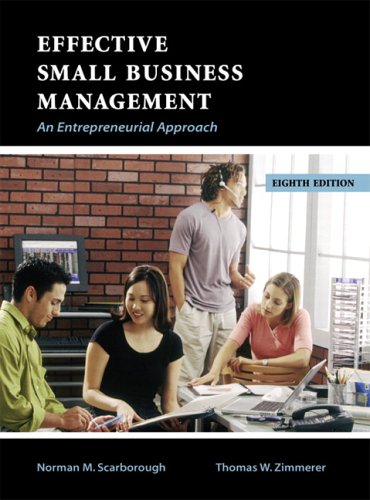 EFFECTIVE
SMALL BUSINESS
MANAGEMENT
An Entrepreneurial Approach
EIGHTH EDITION
Norman M. Scarborough
Thomas W. Zimmerer